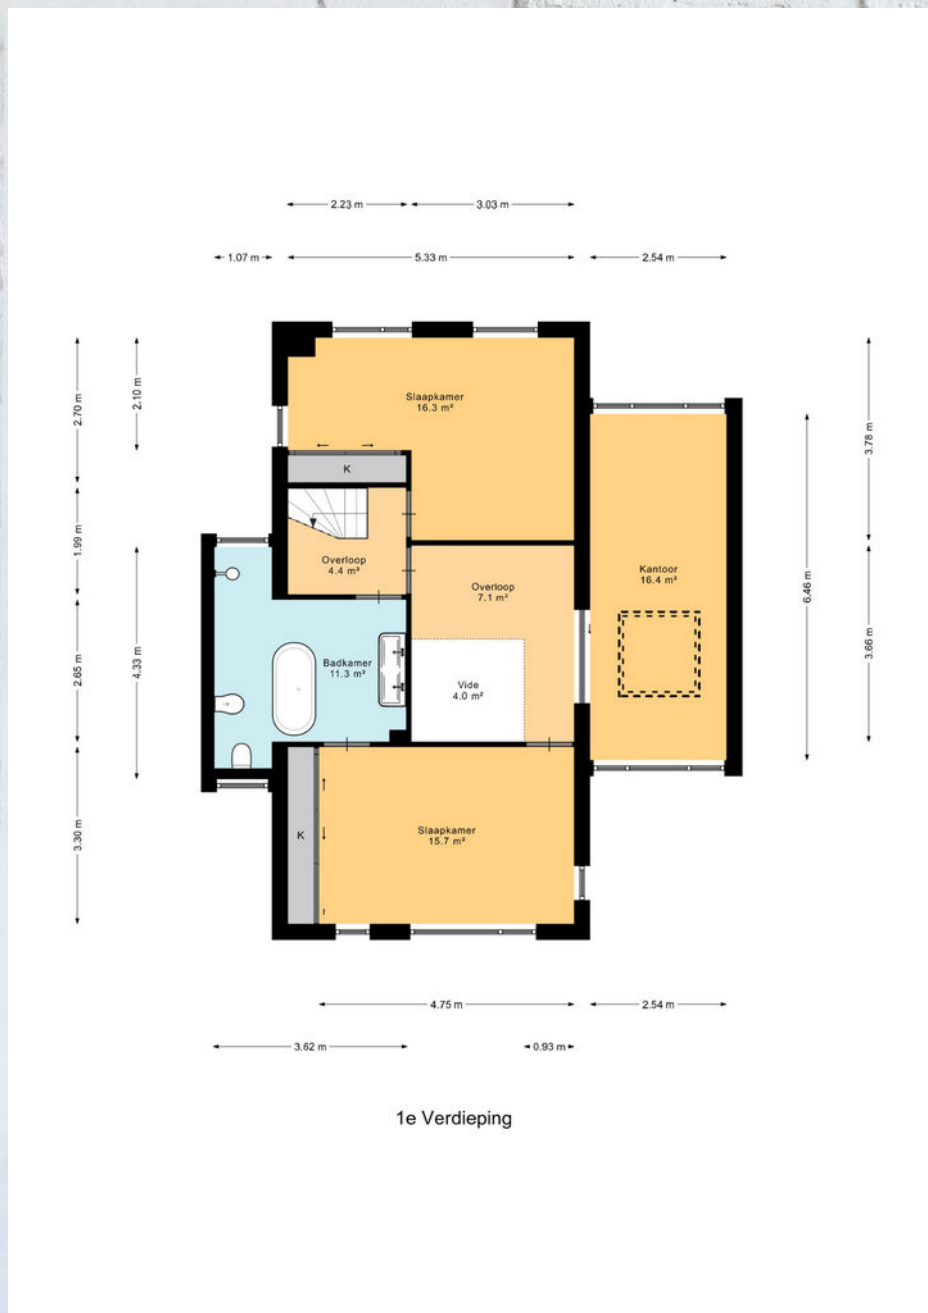 2.23 m
3.03 m
1.07 m
5.33 m
2.54 m
2.70 m
2.10 m
3.78 m
Slaapkamer
16.3 m²
K
1.99 m
Overloop
4.4 m²
Overloop
7.1 m²
Kantoor
16.4 m²
6.46 m
4.33 m
2.65 m
3.66 m
Badkamer
11.3 m²
Vide
4.0 m²
3.30 m
K
Slaapkamer
15.7 m²
4.75 m
2.54 m
3.62 m
0.93 m
1e Verdieping